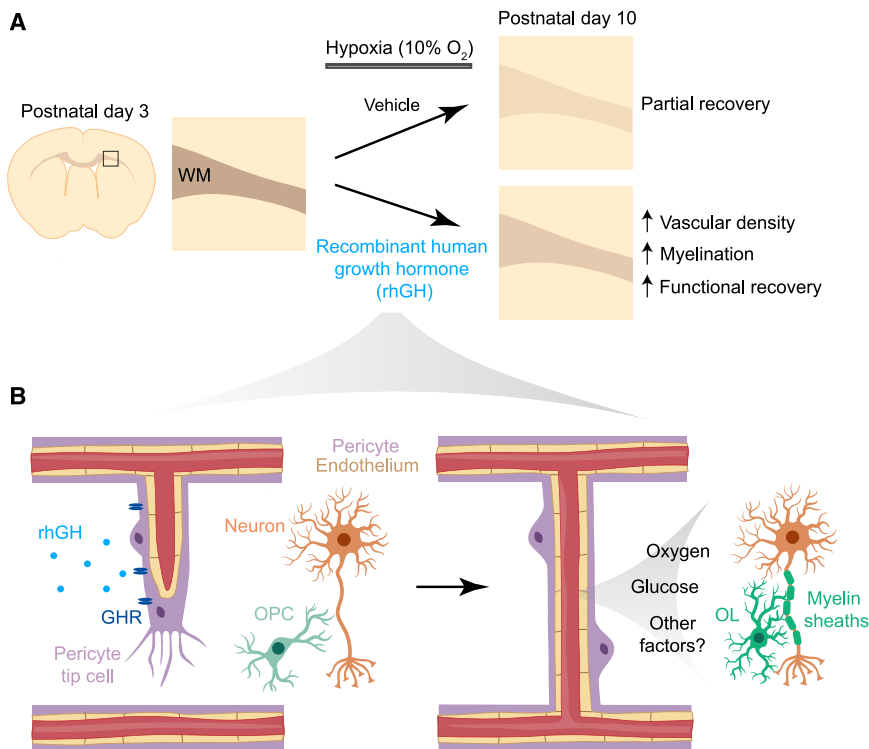 A
Postnatal day 3
WM
Hypoxia (10% O₂)
Vehicle
Recombinant human
growth hormone
(rhGH)
Postnatal day 10
Partial recovery
↑ Vascular density
↑ Myelination
↑ Functional recovery
B
rhGH
GHR
Pericyte
tip cell
Pericyte
Endothelium
Neuron
OPC
Oxygen
Glucose
Other
factors?
OL
Myelin
sheaths